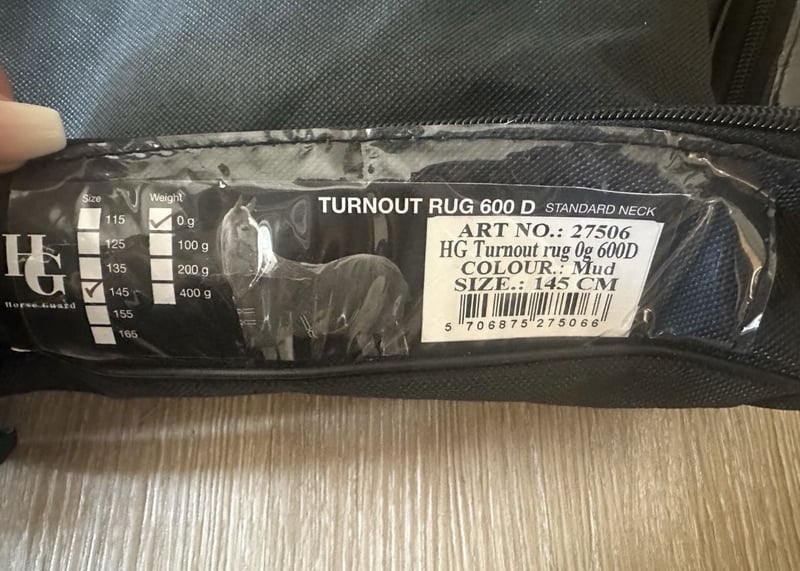 Size
115
125
135
145
155
165
Weight
0 g
100 g
200 g
400 g
HG
Horse Guard
TURNOUT RUG 600 D STANDARD NECK
ART NO.: 27506
HG Turnout rug 0g 600D
COLOUR.: Mud
SIZE.: 145 CM
5 706875 275066